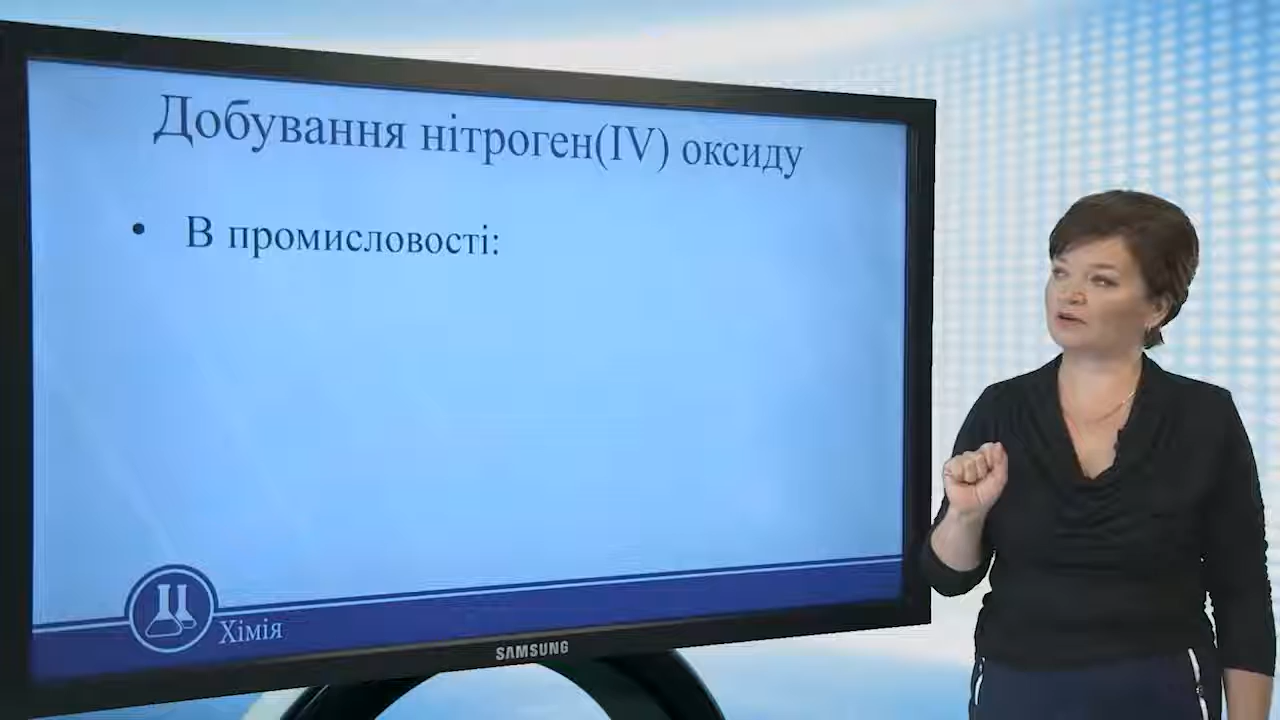 Добування нітроген(IV) оксиду
• В промисловості:
Хімія
SAMSUNG